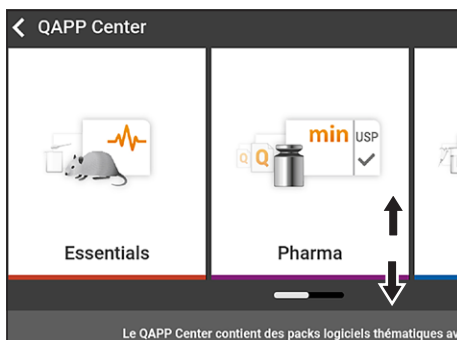 QAPP Center
min USP
Q Q
Essentials
Pharma
Le QAPP Center contient des packs logiciels thématiques av